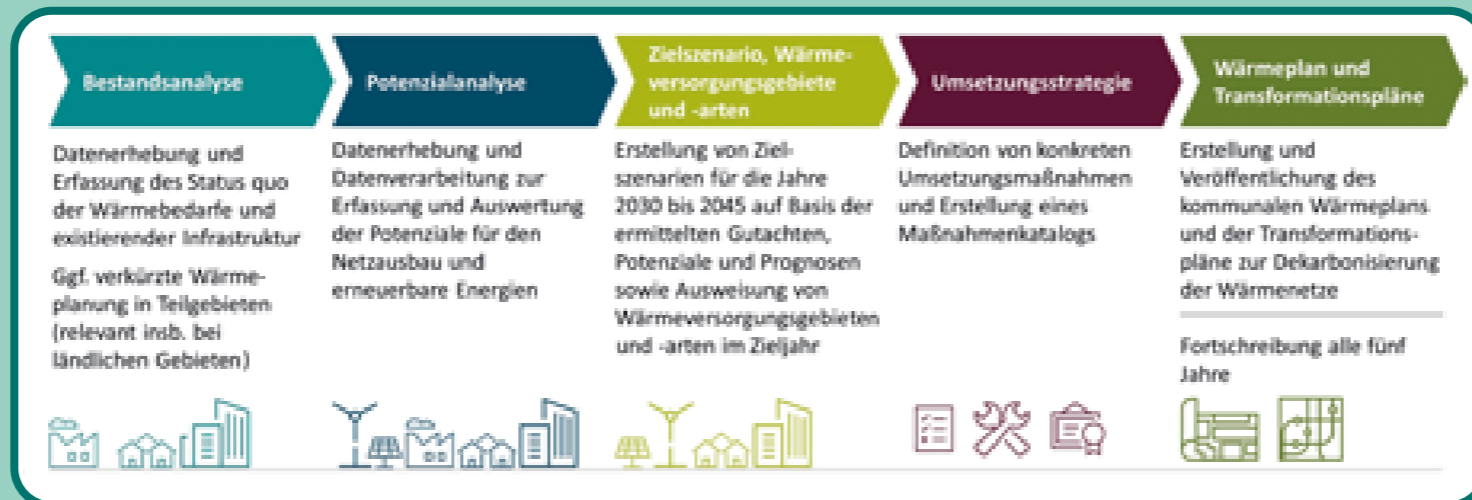 Bestandsanalyse
Datenerhebung und
Erfassung des Status quo
der Wärmebedarfe und
existierender Infrastruktur
Ggf. verkürzte Wärme-
planung in Teilgebieten
(relevant insb. bei
ländlichen Gebieten)
Potenzialanalyse
Datenerhebung und
Datenverarbeitung zur
Erfassung und Auswertung
der Potenziale für den
Netzausbau und
erneuerbare Energien
Zielszenario, Wärme-
versorgungsgebiete
und -arten
Erstellung von Ziel-
szenarien für die Jahre
2030 bis 2045 auf Basis der
ermittelten Gutachten,
Potenziale und Prognosen
sowie Ausweisung von
Wärmeversorgungsgebieten
und -arten im Zieljahr
Umsetzungsstrategie
Definition von konkreten
Umsetzungsmaßnahmen
und Erstellung eines
Maßnahmenkatalogs
Wärmeplan und
Transformationspläne
Erstellung und
Veröffentlichung des
kommunalen Wärmeplans
und der Transformations-
pläne zur Dekarbonisierung
der Wärmenetze
Fortschreibung alle fünf
Jahre